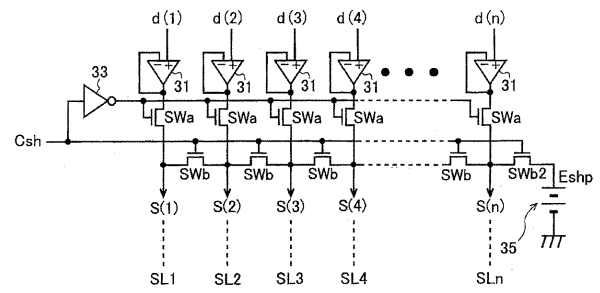 d(1) d(2) d(3) d(4) d(n)
33 31 31 31 31 31
SWa SWa SWa SWa SWa
Csh
SWb SWb SWb SWb SWb2 Eshp
S(1) S(2) S(3) S(4) S(n) 35
SL1 SL2 SL3 SL4 SLn